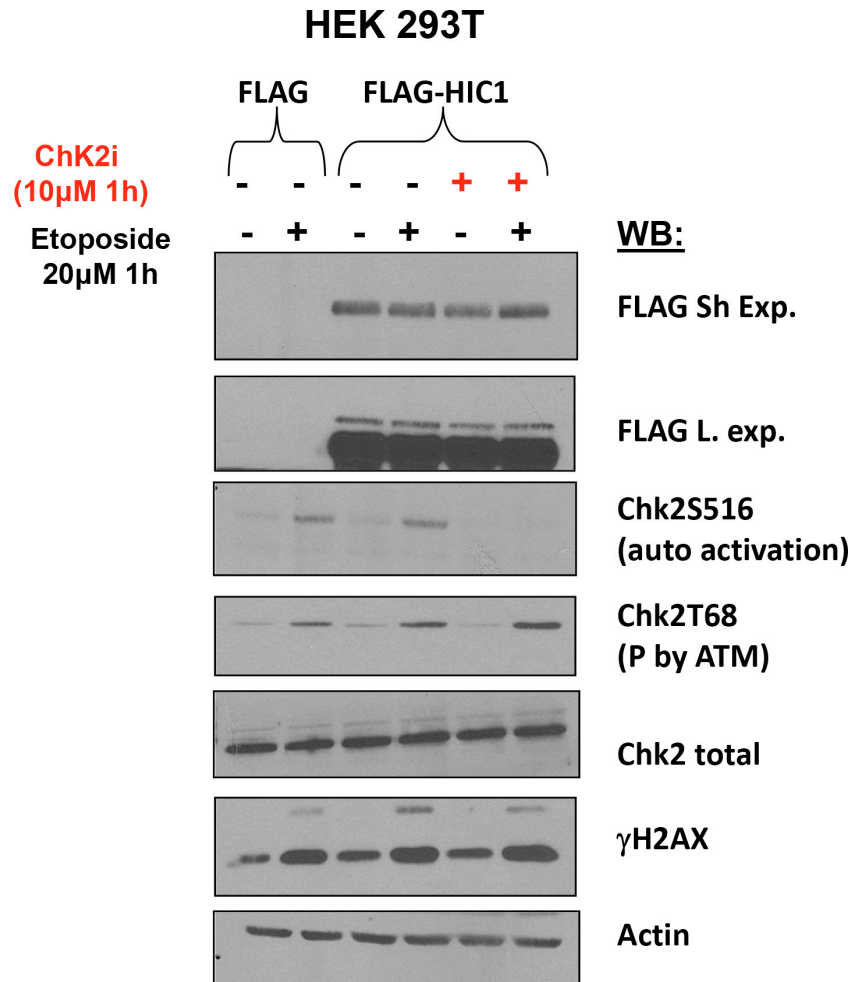 HEK 293T
FLAG FLAG-HIC1
ChK2i
(10µM 1h)
- - - - + +
Etoposide
20µM 1h
- + - + - +
WB:
FLAG Sh Exp.
FLAG L. exp.
Chk2S516
(auto activation)
Chk2T68
(P by ATM)
Chk2 total
γH2AX
Actin